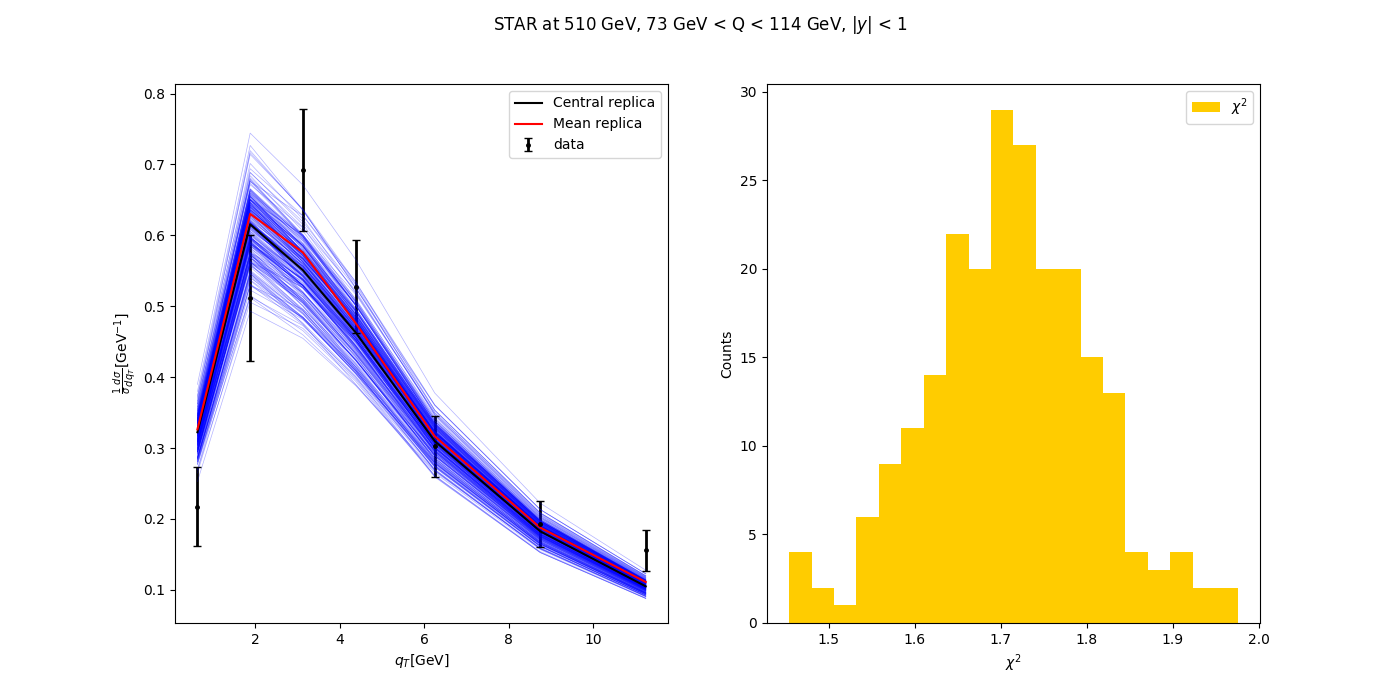 STAR at 510 GeV, 73 GeV < Q < 114 GeV, |y| < 1
0.8
0.7
0.6
0.5
0.4
0.3
0.2
0.1
1/σ dσ/dq_T [GeV⁻¹]
Central replica
Mean replica
data
2 4 6 8 10
q_T[GeV]
30
25
20
15
10
5
0
Counts
χ²
1.5 1.6 1.7 1.8 1.9 2.0
χ²